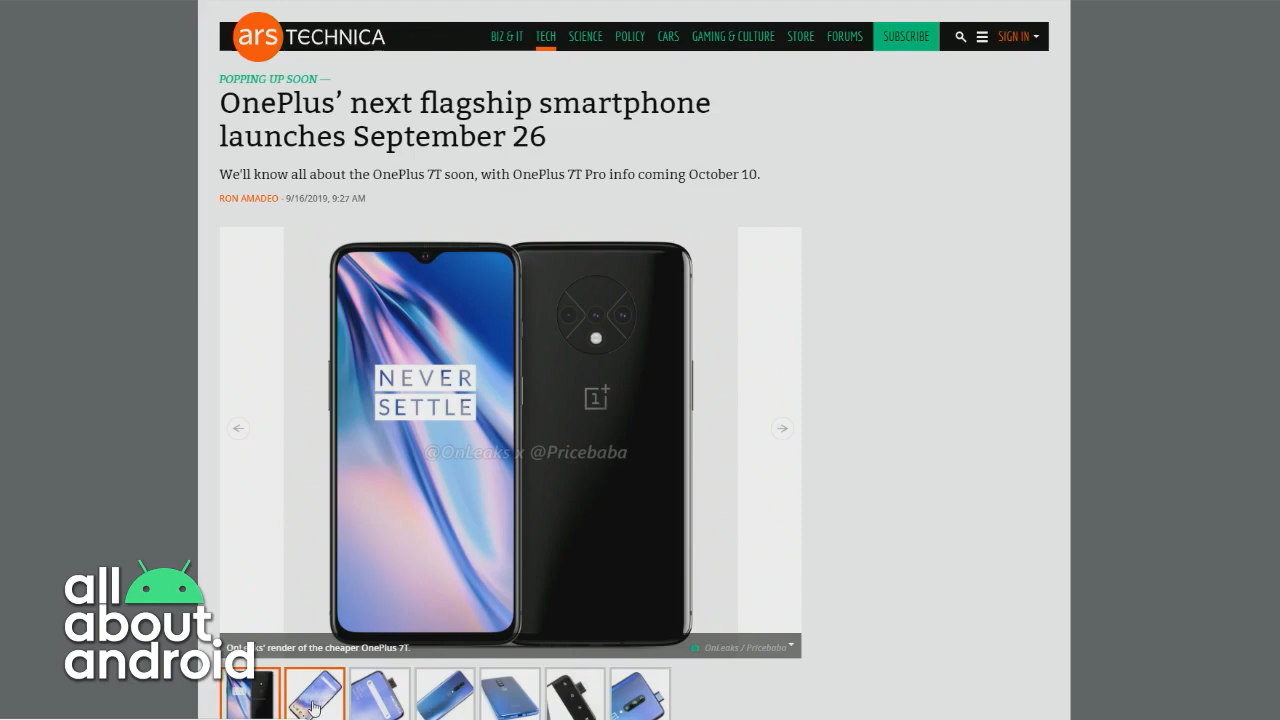 ars TECHNICA
BIZ & IT TECH SCIENCE POLICY CARS GAMING & CULTURE STORE FORUMS SUBSCRIBE SIGN IN
POPPING UP SOON —
OnePlus’ next flagship smartphone
launches September 26
We'll know all about the OnePlus 7T soon, with OnePlus 7T Pro info coming October 10.
RON AMADEO - 9/16/2019, 9:27 AM
NEVER
SETTLE
1+
@OnLeaks x @Pricebaba
all
about
android
OnLeaks' render of the cheaper OnePlus 7T.
OnLeaks / Pricebaba